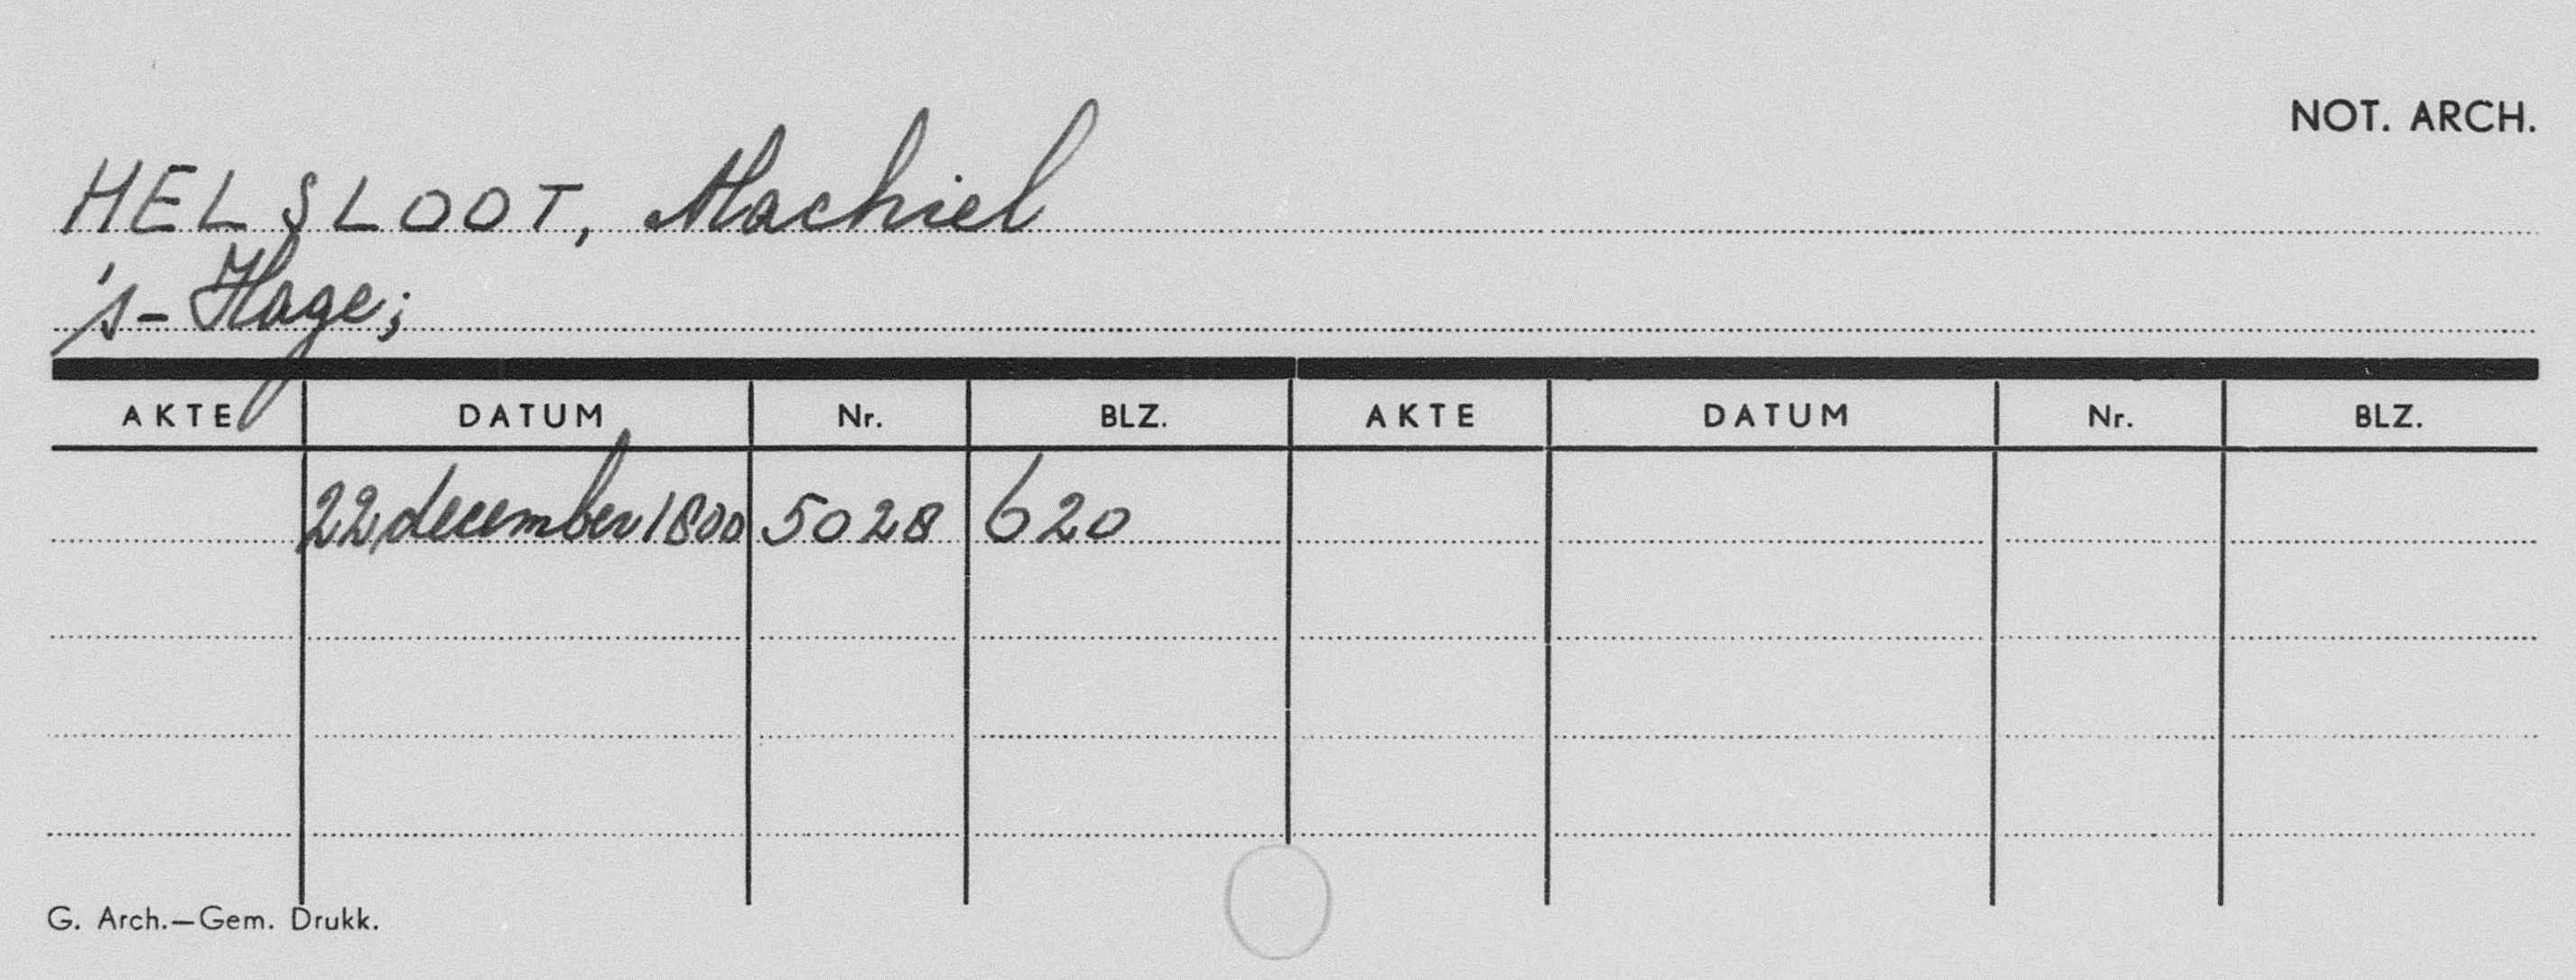 NOT. ARCH.
HELSLOOT, Machiel
's-Hage;
AKTE DATUM Nr. BLZ. AKTE DATUM Nr. BLZ.
22 december 1800 5028 620
G. Arch.—Gem. Drukk.